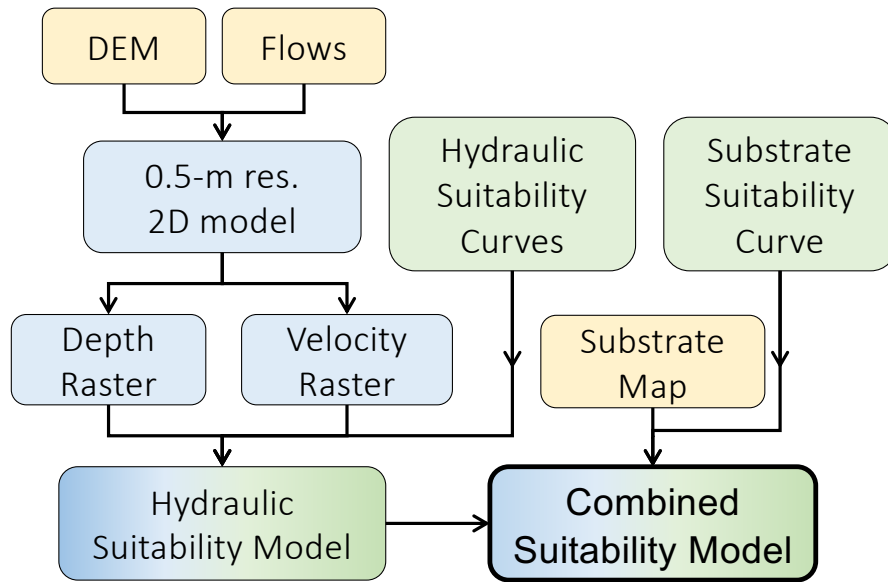 DEM
Flows
0.5-m res.
2D model
Hydraulic
Suitability
Curves
Substrate
Suitability
Curve
Depth
Raster
Velocity
Raster
Substrate
Map
Hydraulic
Suitability Model
Combined
Suitability Model